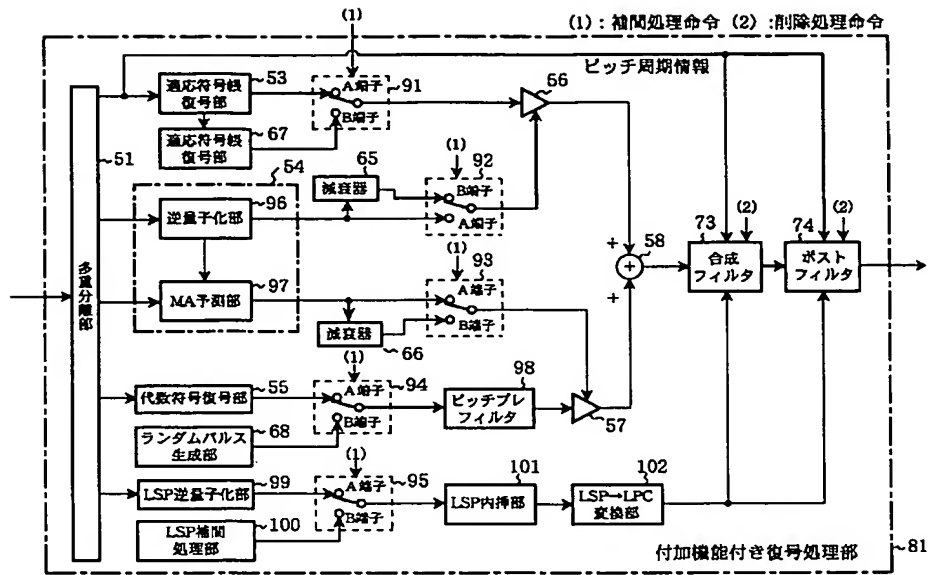 (1):補間処理命令 (2):削除処理命令
(1)
ピッチ周期情報
適応符号帳
復号部
53
A端子
B端子
91
56
適応符号帳
復号部
67
51
54
65
減衰器
(1)
92
B端子
A端子
逆量子化部
96
多重分離部
MA予測部
97
減衰器
66
(1)
93
A端子
B端子
+
+
58
73
(2)
合成
フィルタ
74
(2)
ポスト
フィルタ
代数符号復号部
55
(1)
A端子
B端子
94
98
ピッチプレ
フィルタ
57
ランダムパルス
生成部
68
LSP逆量子化部
99
(1)
A端子
B端子
95
101
LSP内挿部
102
LSP→LPC
変換部
LSP補間
処理部
100
付加機能付き復号処理部
81